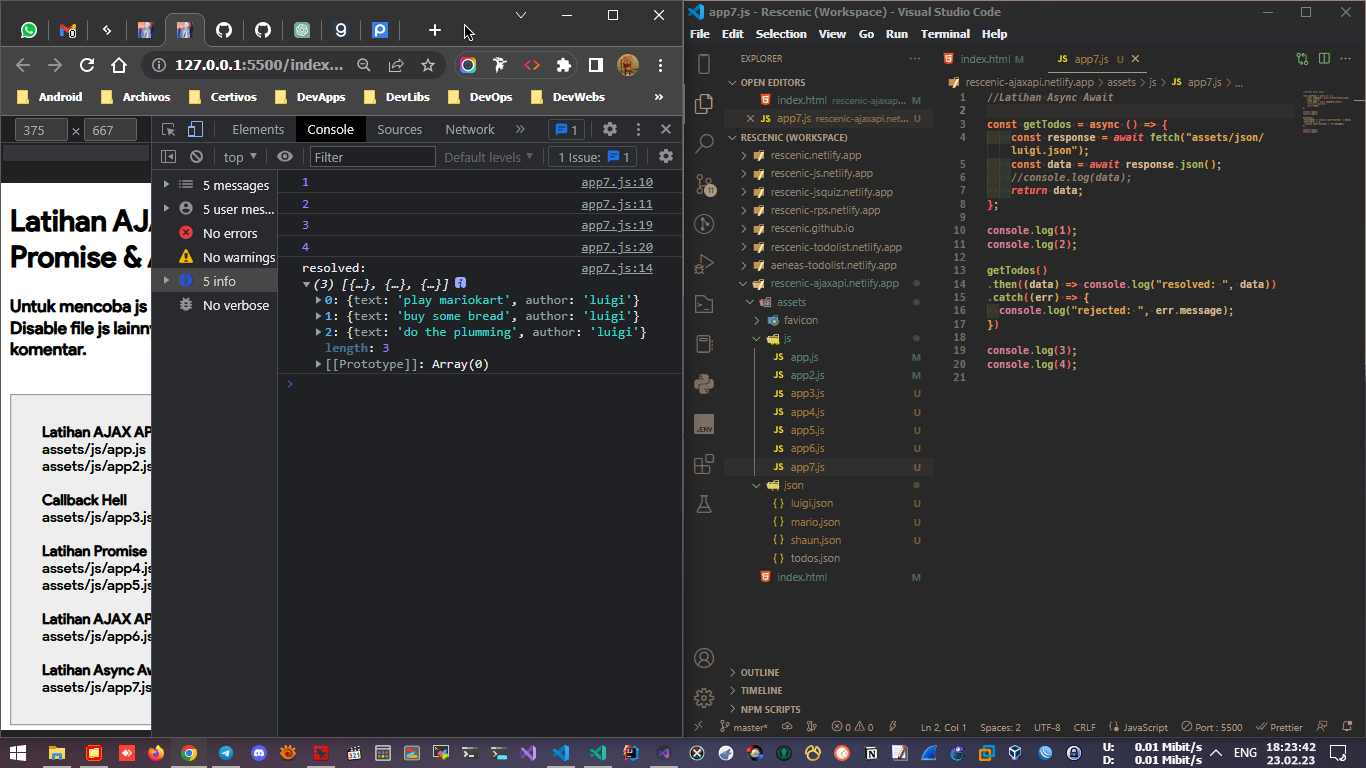 127.0.0.1:5500/index...
Android
Archivos
Certivos
DevApps
DevLibs
DevOps
DevWebs
»
375 × 667
Elements
Console
Sources
Network
»
1
top
Filter
Default levels
1 Issue: 1
5 messages
5 user mes...
No errors
No warnings
5 info
No verbose
1 app7.js:10
2 app7.js:11
3 app7.js:19
4 app7.js:20
resolved: app7.js:14
(3) [{…}, {…}, {…}]
0: {text: 'play mariokart', author: 'luigi'}
1: {text: 'buy some bread', author: 'luigi'}
2: {text: 'do the plumming', author: 'luigi'}
length: 3
[[Prototype]]: Array(0)
Latihan AJA
Promise & A
Untuk mencoba js
Disable file js lainny
komentar.
Latihan AJAX AP
assets/js/app.js
assets/js/app2.js
Callback Hell
assets/js/app3.js
Latihan Promise
assets/js/app4.js
assets/js/app5.js
Latihan AJAX AP
assets/js/app6.js
Latihan Async Aw
assets/js/app7.js
app7.js - Rescenic (Workspace) - Visual Studio Code
File Edit Selection View Go Run Terminal Help
EXPLORER
OPEN EDITORS
index.html rescenic-ajaxap... M
app7.js rescenic-ajaxapi.net... U
RESCENIC (WORKSPACE)
rescenic.netlify.app
rescenic-js.netlify.app
rescenic-jsquiz.netlify.app
rescenic-rps.netlify.app
rescenic.github.io
rescenic-todolist.netlify.app
aeneas-todolist.netlify.app
rescenic-ajaxapi.netlify.app
assets
favicon
js
JS app.js M
JS app2.js M
JS app3.js U
JS app4.js U
JS app5.js U
JS app6.js U
JS app7.js U
json
{ } luigi.json U
{ } mario.json U
{ } shaun.json U
{ } todos.json
index.html M
OUTLINE
TIMELINE
NPM SCRIPTS
11
.ENV
index.html M
JS app7.js U
rescenic-ajaxapi.netlify.app > assets > js > JS app7.js > ...
1 //Latihan Async Await
2
3 const getTodos = async () => {
4 const response = await fetch("assets/json/
luigi.json");
5 const data = await response.json();
6 //console.log(data);
7 return data;
8 };
9
10 console.log(1);
11 console.log(2);
12
13 getTodos()
14 .then((data) => console.log("resolved: ", data))
15 .catch((err) => {
16 console.log("rejected: ", err.message);
17 })
18
19 console.log(3);
20 console.log(4);
21
master* 0 0 Ln 2, Col 1 Spaces: 2 UTF-8 CRLF { } JavaScript Port : 5500 Prettier
U: 0.01 Mibit/s
D: 0.01 Mibit/s
ENG
18:23:42
23.02.23